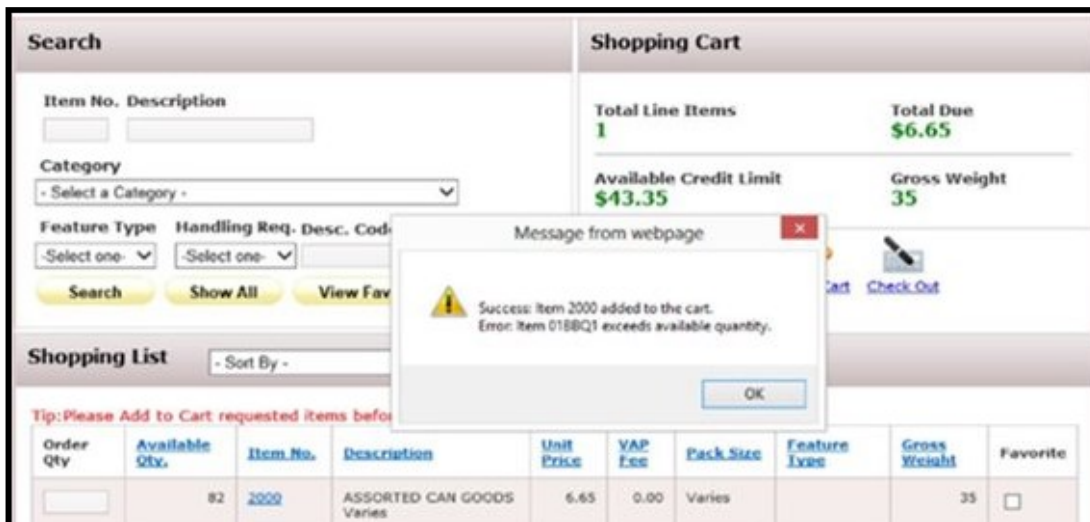 Search
Item No. Description
Category
- Select a Category -
Feature Type Handling Req. Desc. Cod
-Select one- -Select one-
Search Show All View Fav
Shopping Cart
Total Line Items Total Due
1 $6.65
Available Credit Limit Gross Weight
$43.35 35
Cart Check Out
Message from webpage
Success: Item 2000 added to the cart.
Error: Item 01BBQ1 exceeds available quantity.
OK
Shopping List - Sort By -
Tip:Please Add to Cart requested items befo
Order Qty Available Qty. Item No. Description Unit Price VAP Fee Pack Size Feature Type Gross Weight Favorite
82 2000 ASSORTED CAN GOODS 6.65 0.00 Varies 35
Varies